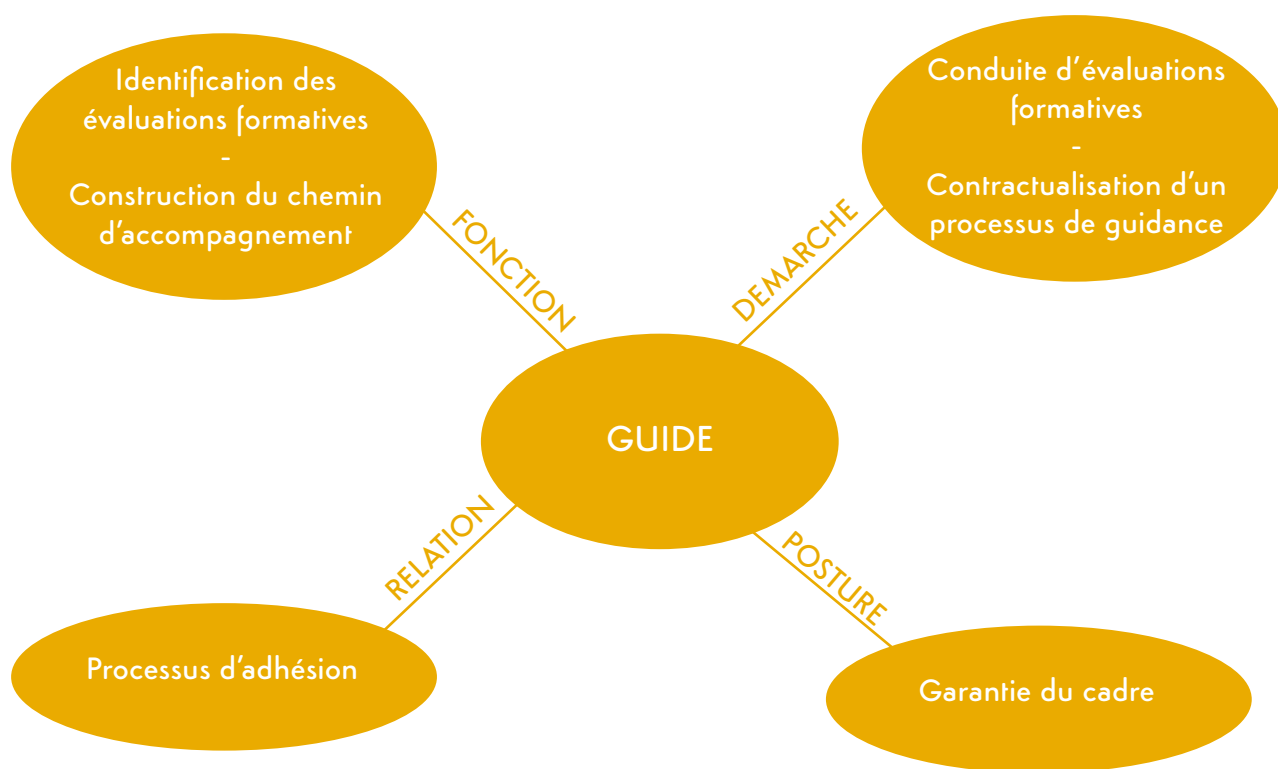 Identification des
évaluations formatives
-
Construction du chemin
d'accompagnement
Conduite d'évaluations
formatives
-
Contractualisation d'un
processus de guidance
FONCTION
DEMARCHE
GUIDE
RELATION
POSTURE
Processus d'adhésion
Garantie du cadre